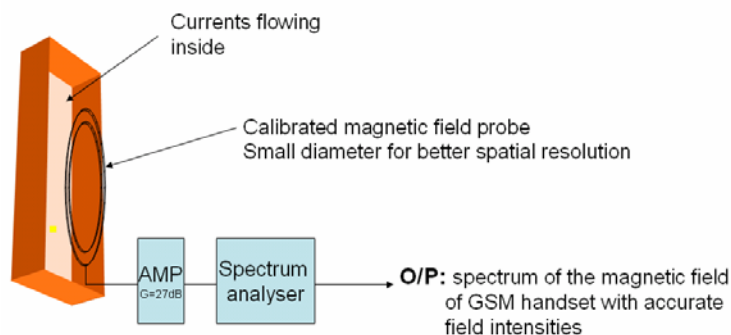 Currents flowing
inside
Calibrated magnetic field probe
Small diameter for better spatial resolution
AMP
G=27dB
Spectrum
analyser
O/P: spectrum of the magnetic field
of GSM handset with accurate
field intensities